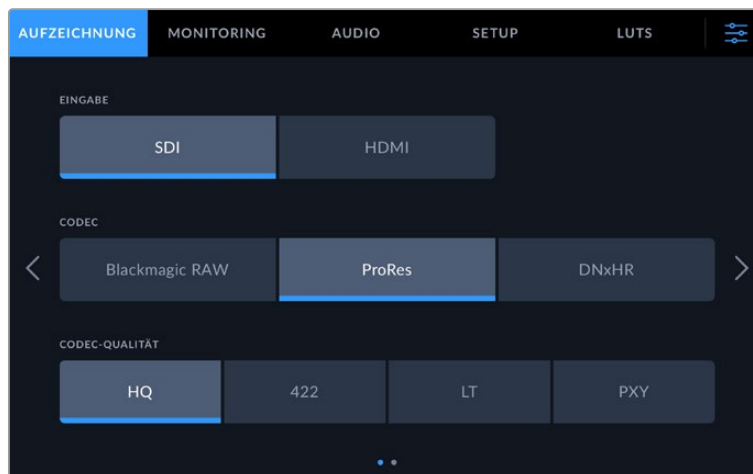 AUFZEICHNUNG MONITORING AUDIO SETUP LUTS
EINGABE
SDI HDMI
CODEC
Blackmagic RAW ProRes DNxHR
CODEC-QUALITÄT
HQ 422 LT PXY